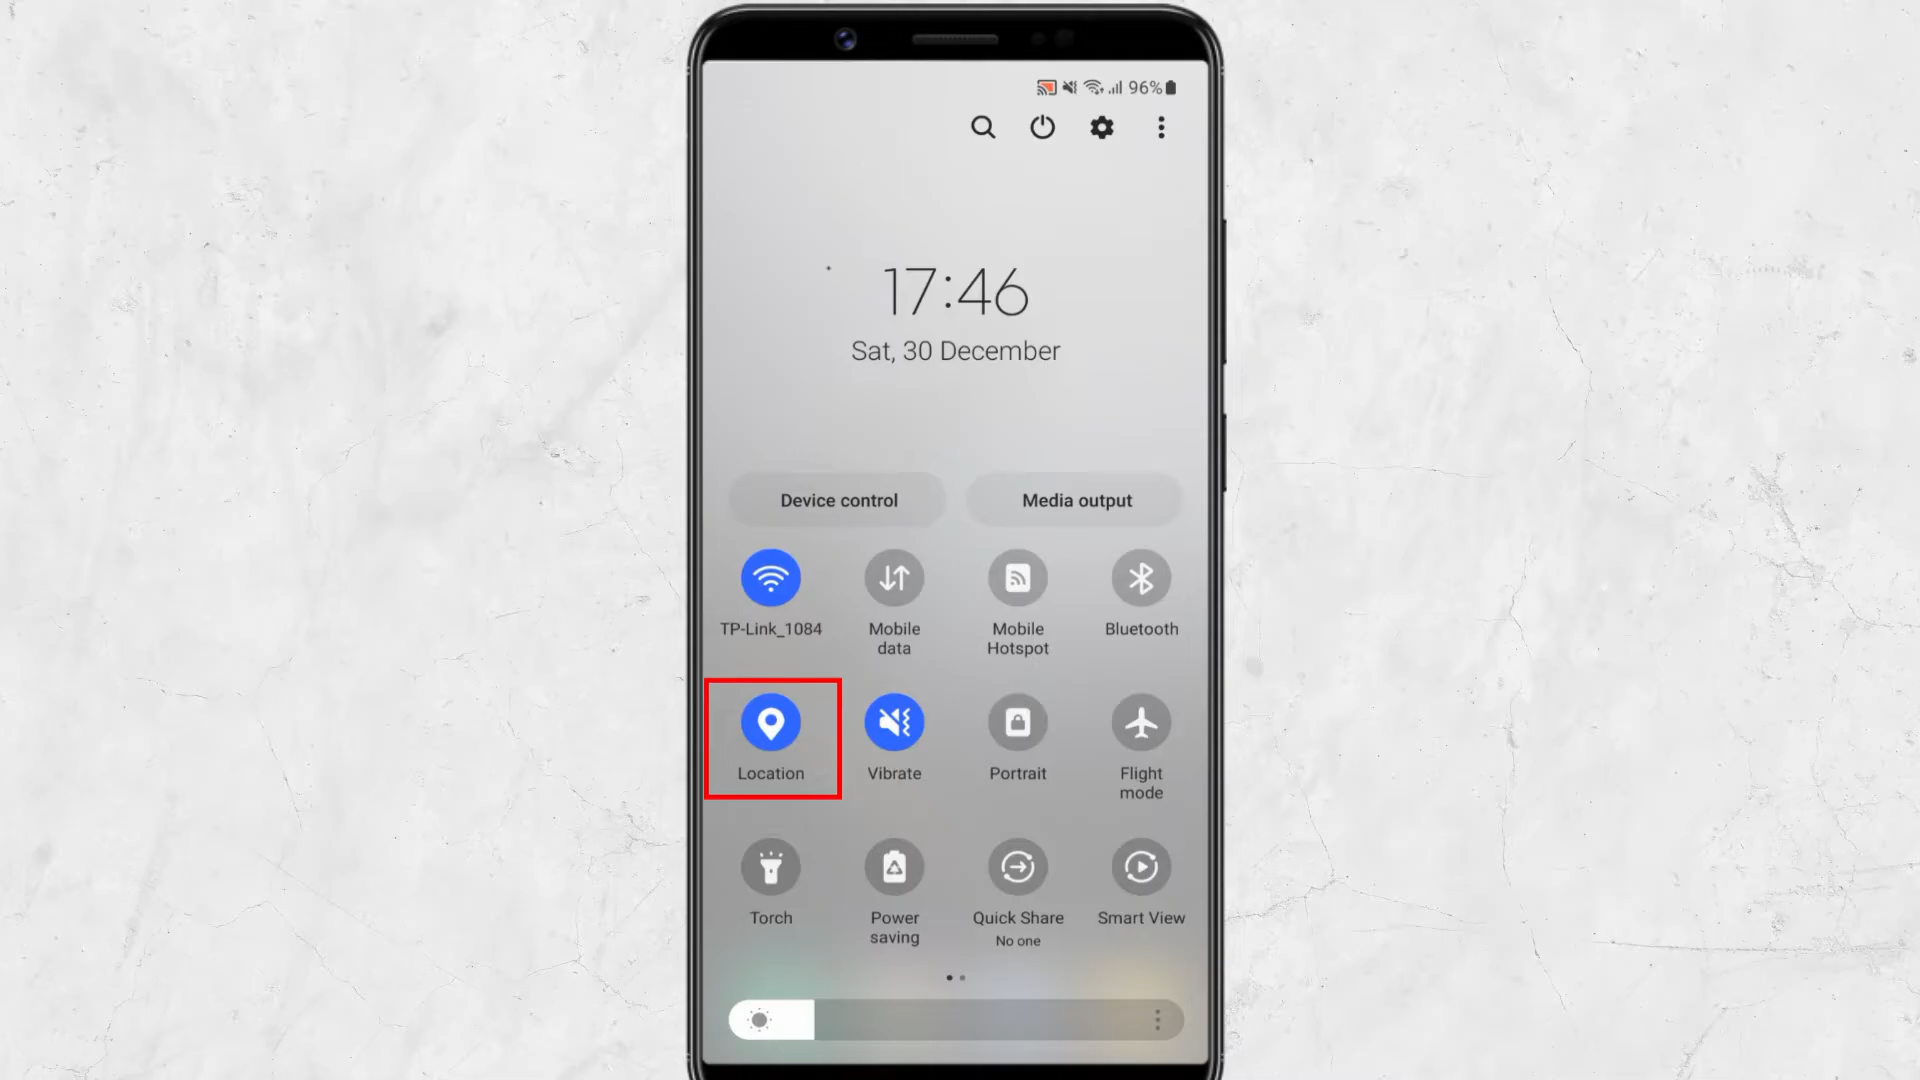 96%
17:46
Sat, 30 December
Device control
Media output
TP-Link_1084
Mobile
data
Mobile
Hotspot
Bluetooth
Location
Vibrate
Portrait
Flight
mode
Torch
Power
saving
Quick Share
No one
Smart View